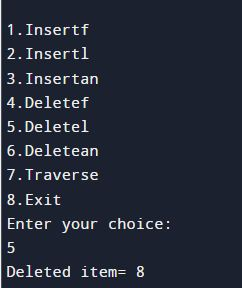 1.Insertf
2.Insertl
3.Insertan
4.Deletef
5.Deletel
6.Deletean
7.Traverse
8.Exit
Enter your choice:
5
Deleted item= 8